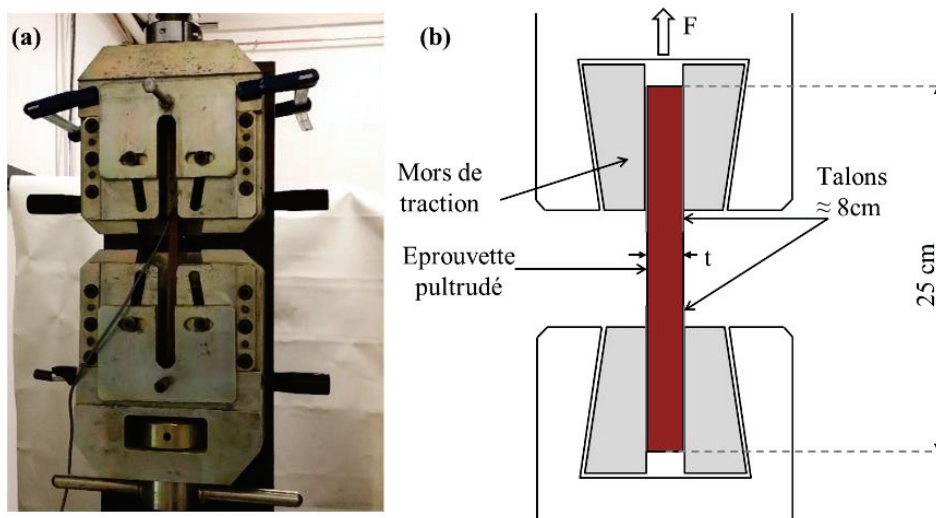 (a)
(b)
F
Mors de
traction
Talons
≈ 8cm
Eprouvette
pultrudé
t
25 cm